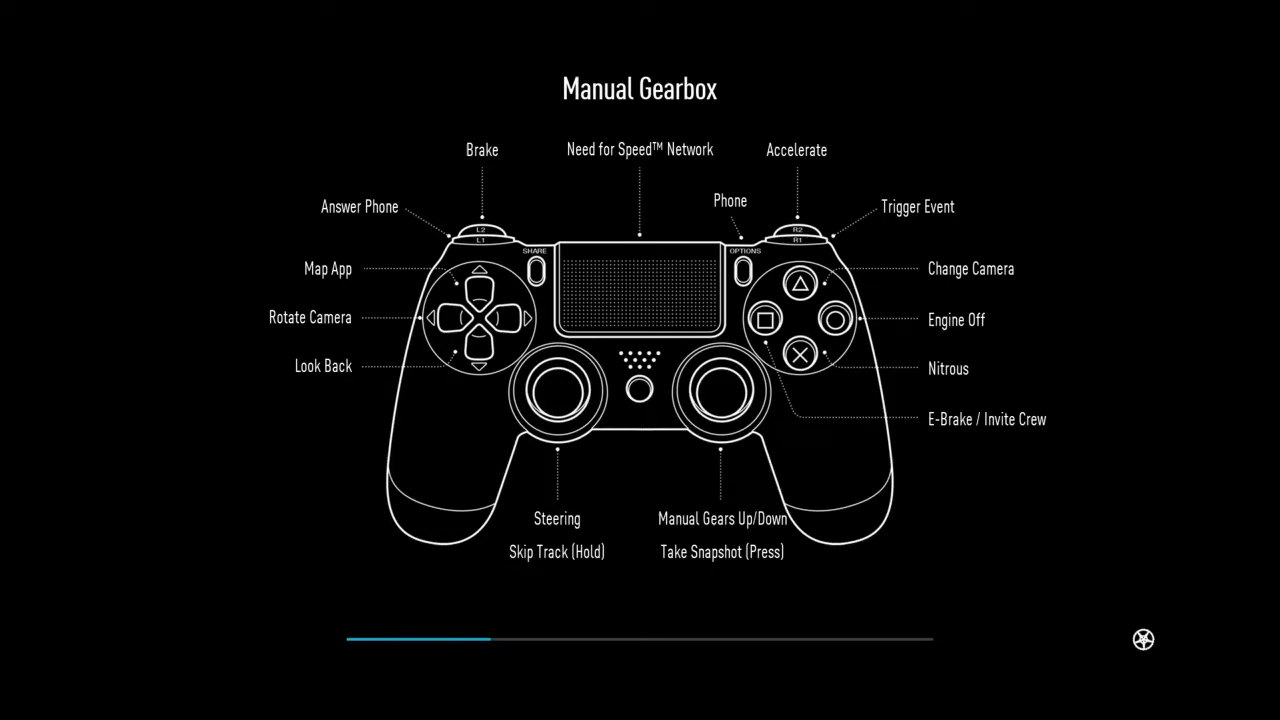 Manual Gearbox
Brake
Need for Speed™ Network
Accelerate
Answer Phone
Phone
Trigger Event
L2
R2
L1
R1
SHARE
OPTIONS
Map App
Change Camera
Rotate Camera
Engine Off
Look Back
Nitrous
E-Brake / Invite Crew
Steering
Manual Gears Up/Down
Skip Track (Hold)
Take Snapshot (Press)